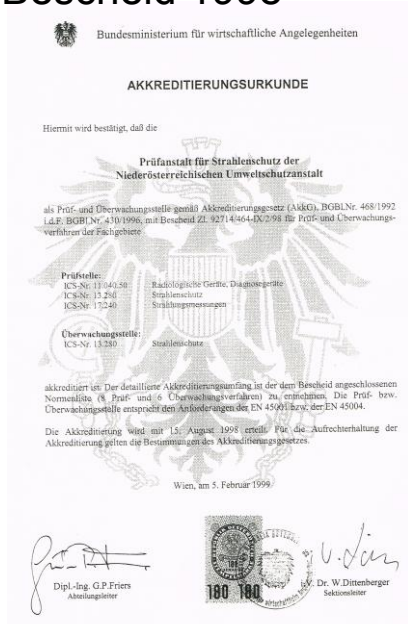 Bescheid 1998
Bundesministerium für wirtschaftliche Angelegenheiten
AKKREDITIERUNGSURKUNDE
Hiermit wird bestätigt, daß die
Prüfanstalt für Strahlenschutz der
Niederösterreichischen Umweltschutzanstalt
als Prüf- und Überwachungsstelle gemäß Akkreditierungsgesetz (AkkG), BGBl.Nr. 468/1992
i.d.F. BGBl.Nr. 430/1996, mit Bescheid Zl. 92714/464-IX/2/98 für Prüf- und Überwachungs-
verfahren der Fachgebiete
Prüfstelle:
ICS-Nr. 11.040.50 Radiologische Geräte, Diagnosegeräte
ICS-Nr. 13.280 Strahlenschutz
ICS-Nr. 17.240 Strahlungsmessungen
Überwachungsstelle:
ICS-Nr. 13.280 Strahlenschutz
akkreditiert ist. Der detaillierte Akkreditierungsumfang ist der dem Bescheid angeschlossenen
Normenliste (8 Prüf- und 6 Überwachungsverfahren) zu entnehmen. Die Prüf- bzw.
Überwachungsstelle entspricht den Anforderungen der EN 45001 bzw. der EN 45004.
Die Akkreditierung wird mit 15. August 1998 erteilt. Für die Aufrechterhaltung der
Akkreditierung gelten die Bestimmungen des Akkreditierungsgesetzes.
Wien, am 5. Februar 1999
Dipl.-Ing. G.P.Friers
Abteilungsleiter
180 180
i.V. Dr. W.Dittenberger
Sektionsleiter